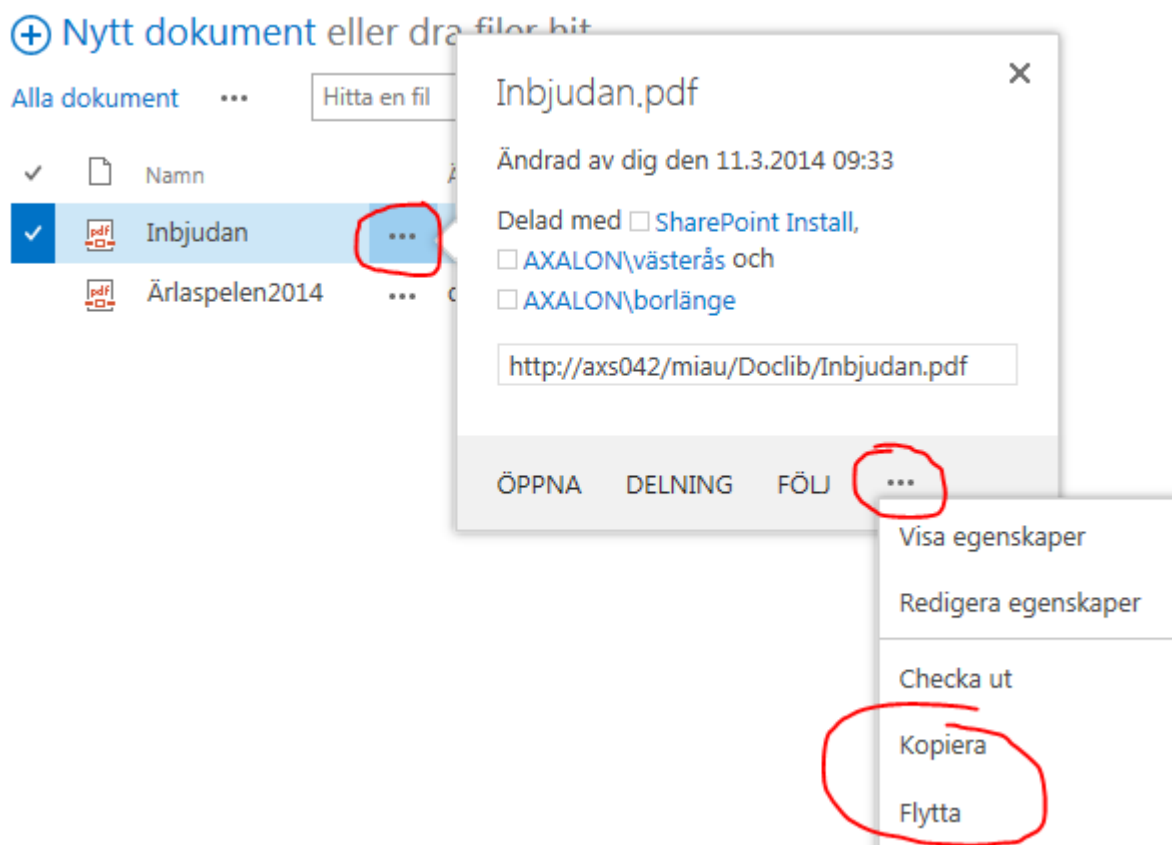 Nytt dokument eller dra filer hit
Alla dokument ... Hitta en fil
Namn
pdf Inbjudan ...
pdf Ärlaspelen2014 ...
Inbjudan.pdf
Ändrad av dig den 11.3.2014 09:33
Delad med SharePoint Install,
AXALON\västerås och
AXALON\borlänge
http://axs042/miau/Doclib/Inbjudan.pdf
ÖPPNA DELNING FÖLJ ...
Visa egenskaper
Redigera egenskaper
Checka ut
Kopiera
Flytta